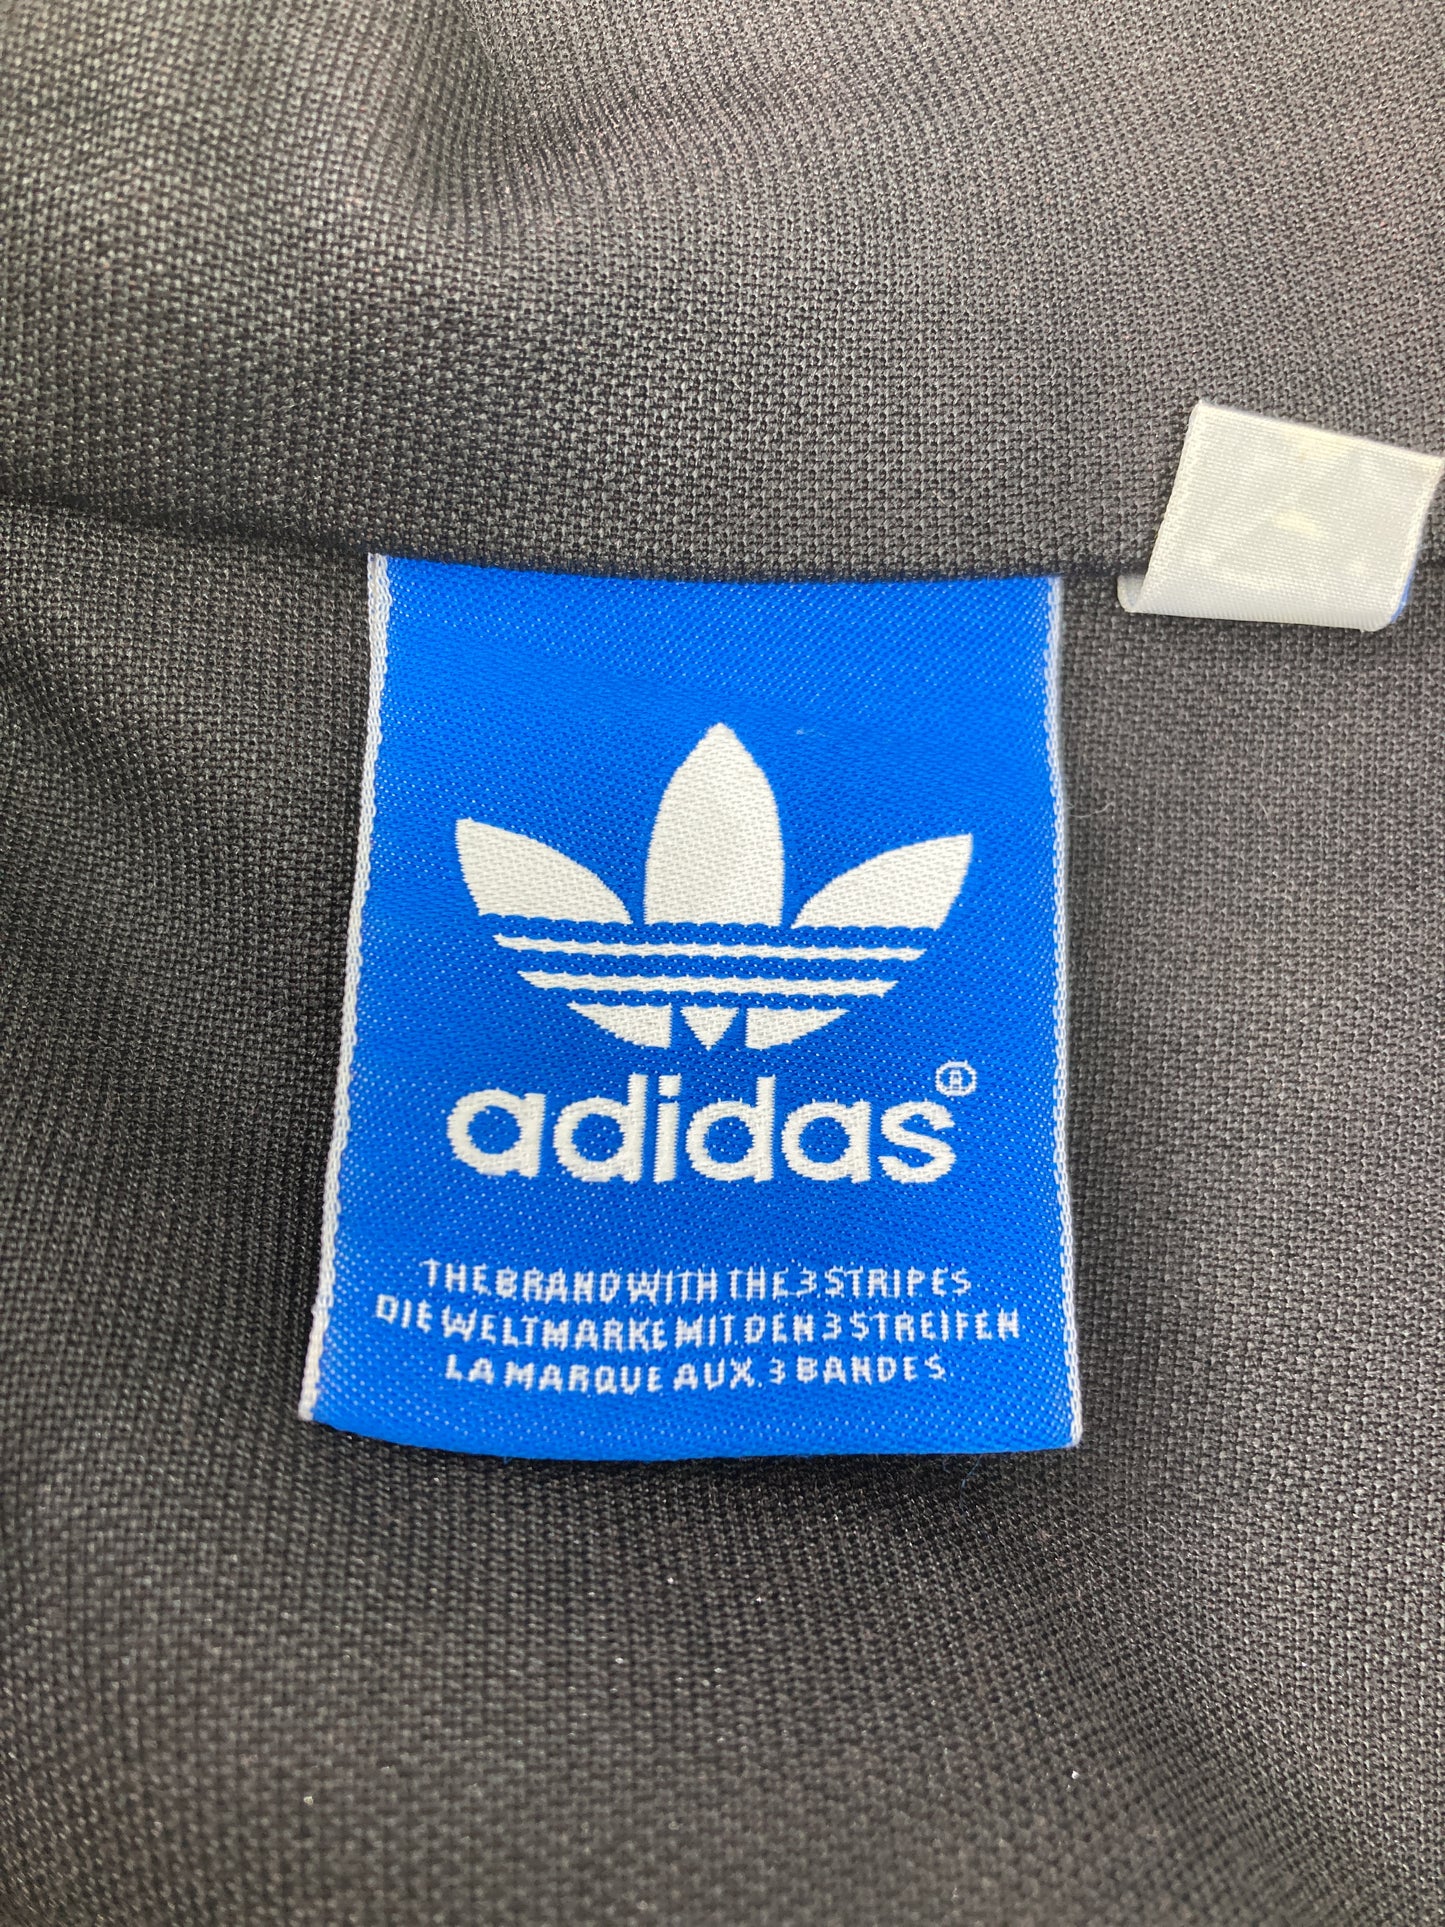 adidas®
THE BRAND WITH THE 3 STRIPES
DIE WELTMARKE MIT DEN 3 STREIFEN
LA MARQUE AUX 3 BANDES